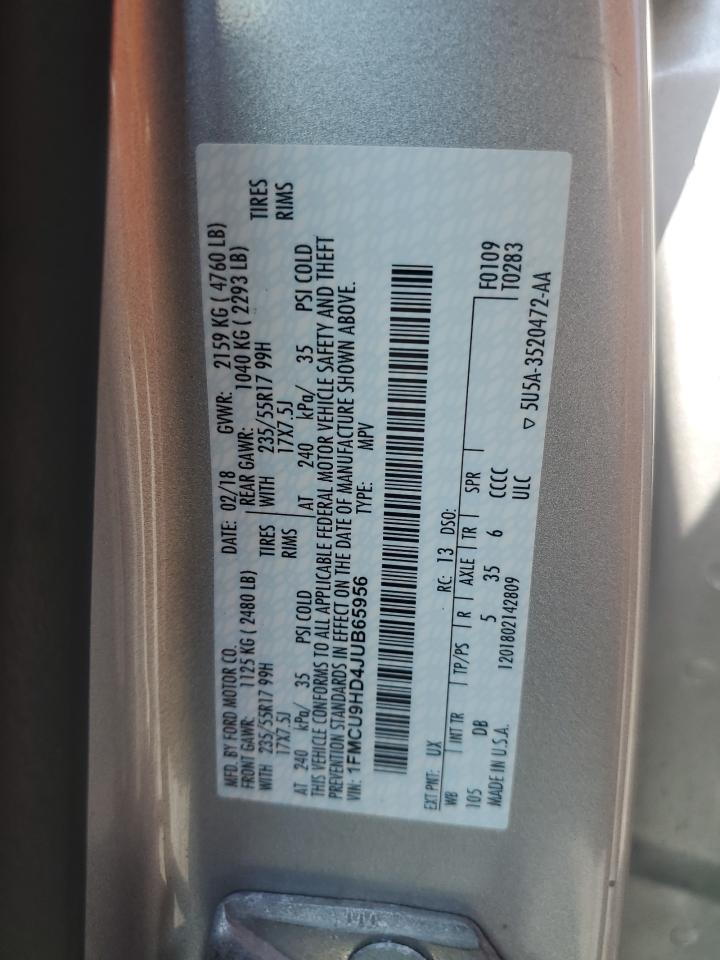 MFD. BY FORD MOTOR CO. DATE: 02/18 GVWR: 2159 KG ( 4760 LB)
FRONT GAWR: 1125 KG ( 2480 LB) REAR GAWR: 1040 KG ( 2293 LB)
WITH 235/55R17 99H TIRES WITH 235/55R17 99H TIRES
17X7.5J RIMS 17X7.5J RIMS
AT 240 kPa/ 35 PSI COLD AT 240 kPa/ 35 PSI COLD
THIS VEHICLE CONFORMS TO ALL APPLICABLE FEDERAL MOTOR VEHICLE SAFETY AND THEFT
PREVENTION STANDARDS IN EFFECT ON THE DATE OF MANUFACTURE SHOWN ABOVE.
VIN: 1FMCU9HD4JUB65956 TYPE: MPV
EXT PNT: UX RC: 13 DSO: F0109
WB INT TR TP/PS R AXLE TR SPR T0283
105 DB 5 35 6 CCCC
MADE IN U.S.A. 1201802142809 ULC
▽ 5U5A-3520472-AA